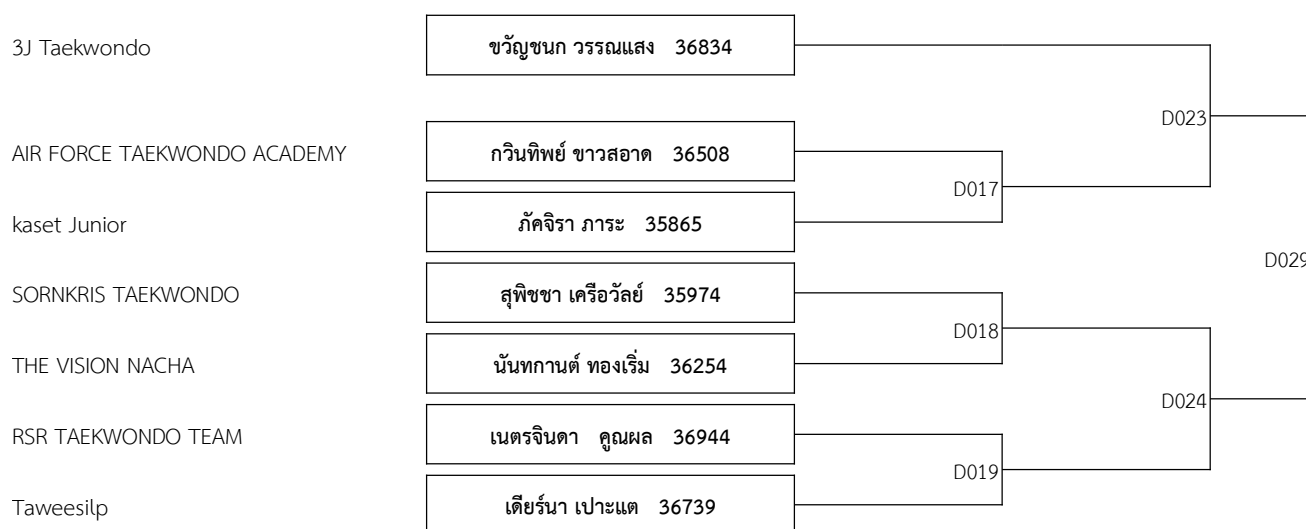 3J Taekwondo ขวัญชนก วรรณแสง 36834
D023
AIR FORCE TAEKWONDO ACADEMY กวินทิพย์ ขาวสอาด 36508
D017
kaset Junior ภัคจิรา ภาระ 35865
D029
SORNKRIS TAEKWONDO สุพิชชา เครือวัลย์ 35974
D018
THE VISION NACHA นันทกานต์ ทองเริ่ม 36254
D024
RSR TAEKWONDO TEAM เนตรจินดา คูณผล 36944
D019
Taweesilp เดียร์นา เปาะแต 36739